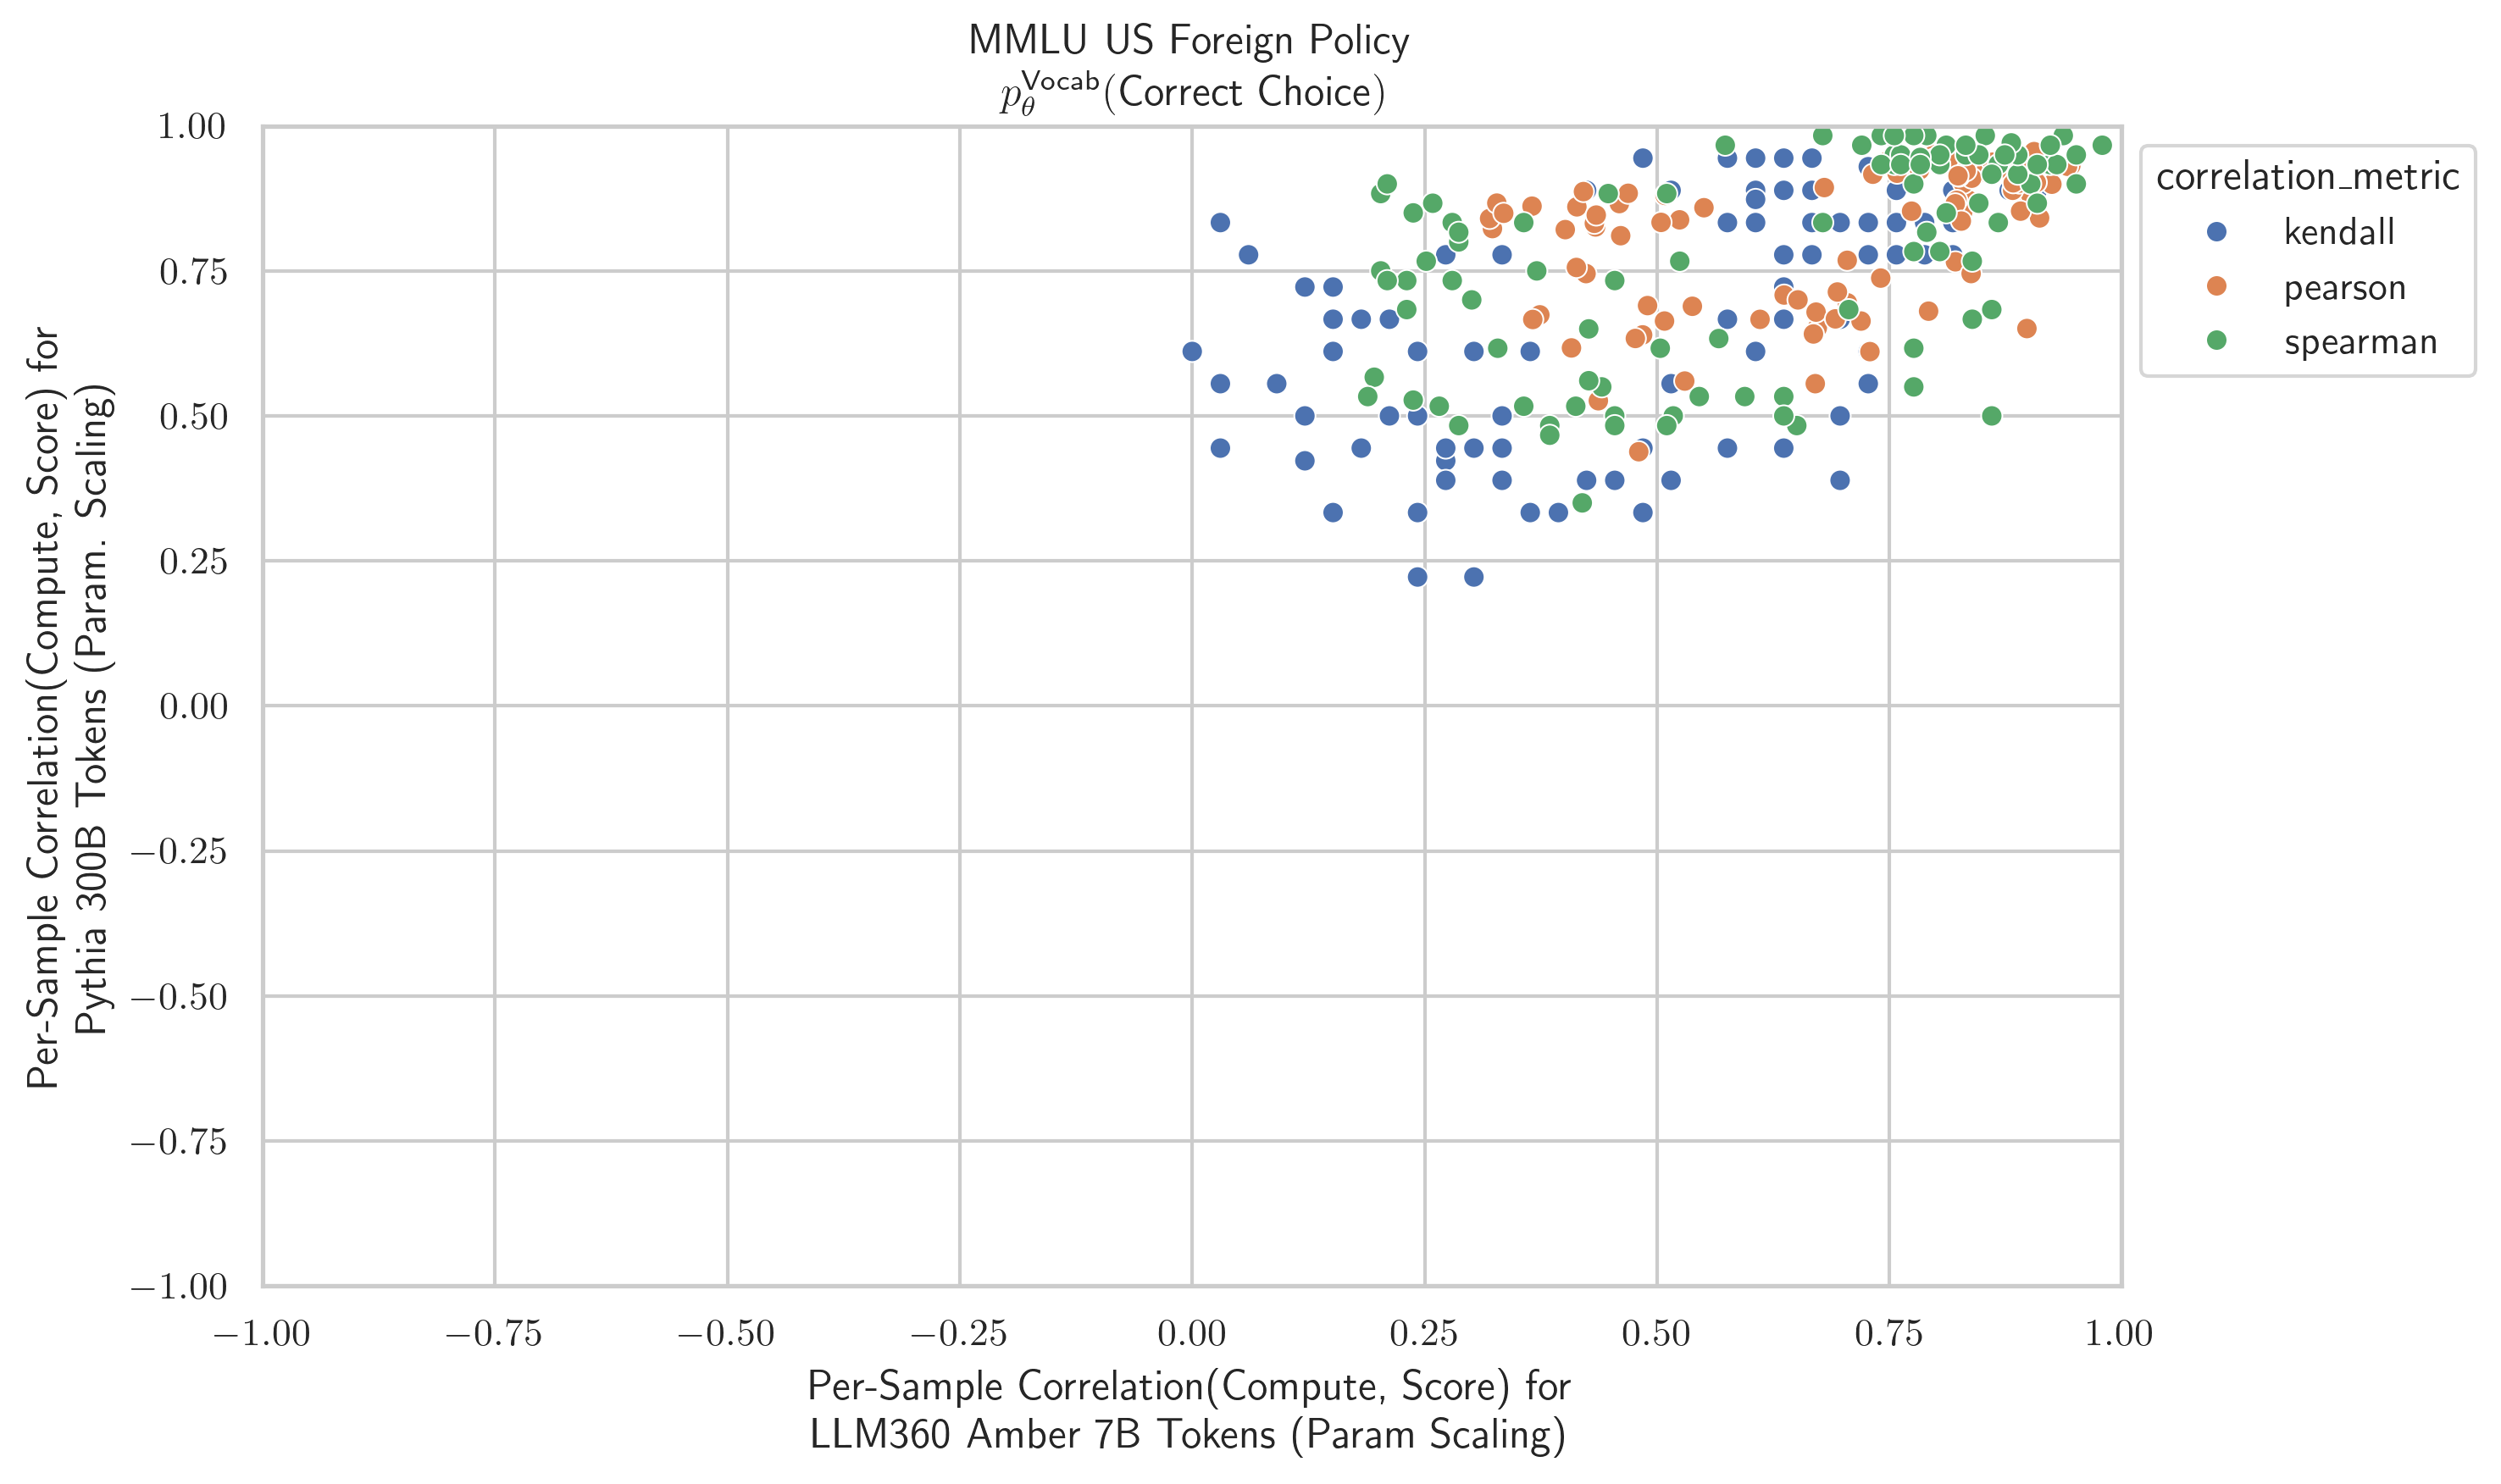 MMLU US Foreign Policy
p_θ^Vocab(Correct Choice)
1.00
0.75
0.50
0.25
0.00
−0.25
−0.50
−0.75
−1.00
Per-Sample Correlation(Compute, Score) for
Pythia 300B Tokens (Param. Scaling)
−1.00 −0.75 −0.50 −0.25 0.00 0.25 0.50 0.75 1.00
Per-Sample Correlation(Compute, Score) for
LLM360 Amber 7B Tokens (Param Scaling)
correlation_metric
kendall
pearson
spearman